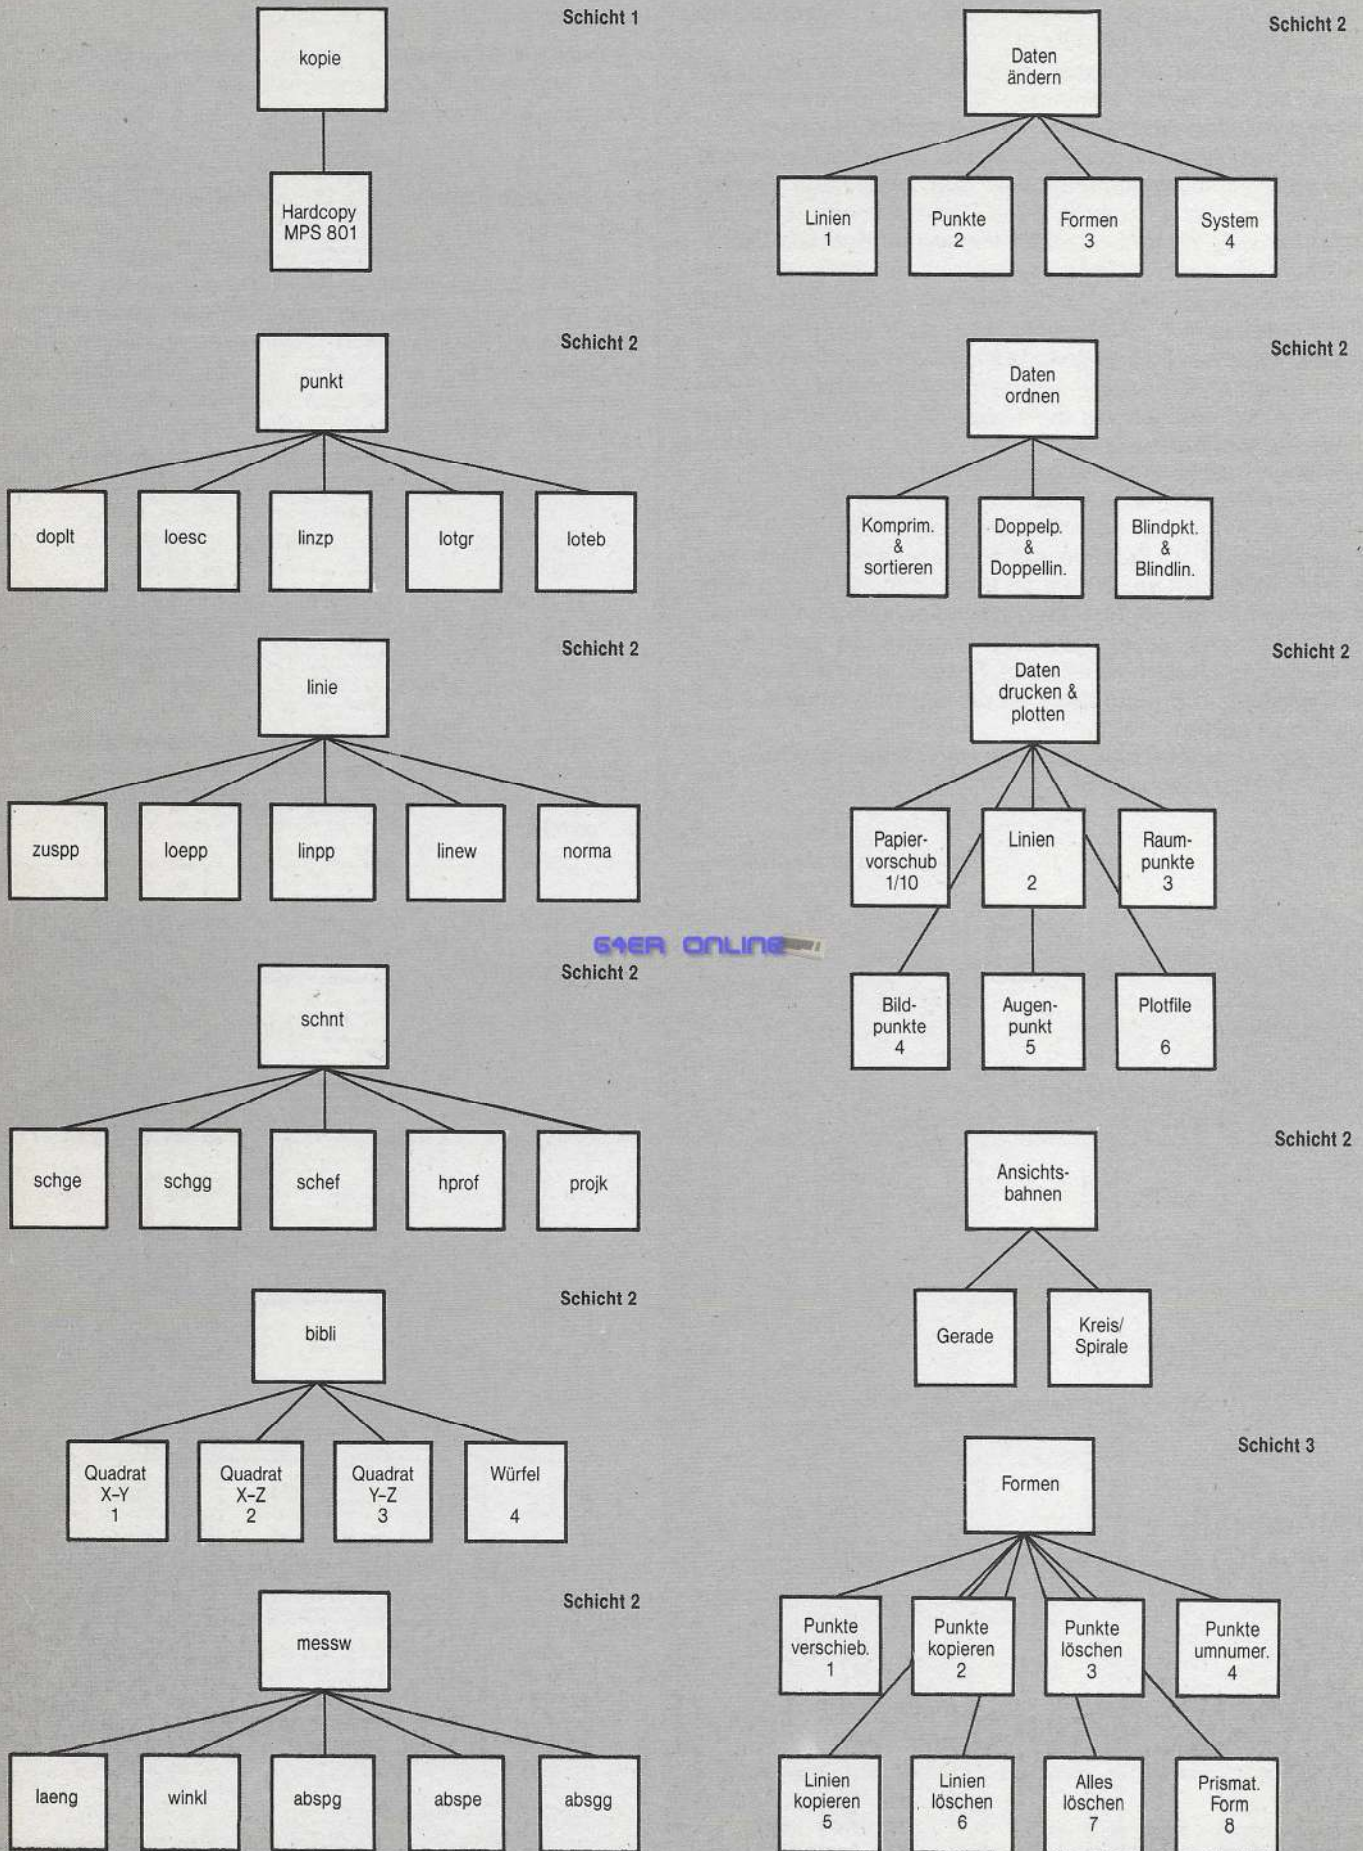 Schicht 1
kopie
Hardcopy
MPS 801
Schicht 2
punkt
doplt
loesc
linzp
lotgr
loteb
Schicht 2
linie
zuspp
loepp
linpp
linew
norma
Schicht 2
schnt
schge
schgg
schef
hprof
projk
Schicht 2
bibli
Quadrat
X–Y
1
Quadrat
X–Z
2
Quadrat
Y–Z
3
Würfel
4
Schicht 2
messw
laeng
winkl
abspg
abspe
absgg
64ER ONLINE
Schicht 2
Daten
ändern
Linien
1
Punkte
2
Formen
3
System
4
Schicht 2
Daten
ordnen
Komprim.
&
sortieren
Doppelp.
&
Doppellin.
Blindpkt.
&
Blindlin.
Schicht 2
Daten
drucken &
plotten
Papier-
vorschub
1/10
Linien
2
Raum-
punkte
3
Bild-
punkte
4
Augen-
punkt
5
Plotfile
6
Schicht 2
Ansichts-
bahnen
Gerade
Kreis/
Spirale
Schicht 3
Formen
Punkte
verschieb.
1
Punkte
kopieren
2
Punkte
löschen
3
Punkte
umnumer.
4
Linien
kopieren
5
Linien
löschen
6
Alles
löschen
7
Prismat.
Form
8